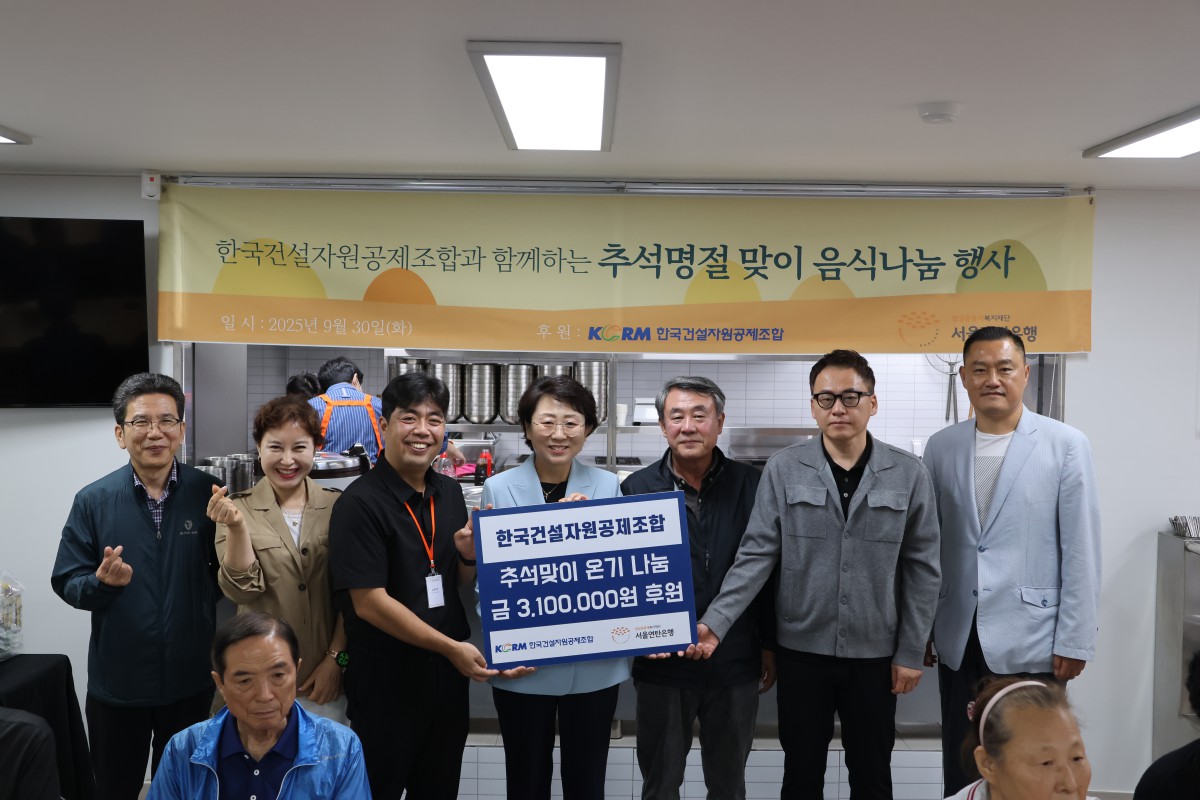 한국건설자원공제조합과 함께하는 추석명절 맞이 음식나눔 행사
일 시 : 2025년 9월 30일(화) 후 원 : KCRM 한국건설자원공제조합
복지재단
서울연탄은행
한국건설자원공제조합
추석맞이 온기 나눔
금 3,100,000원 후원
KCRM 한국건설자원공제조합 서울연탄은행